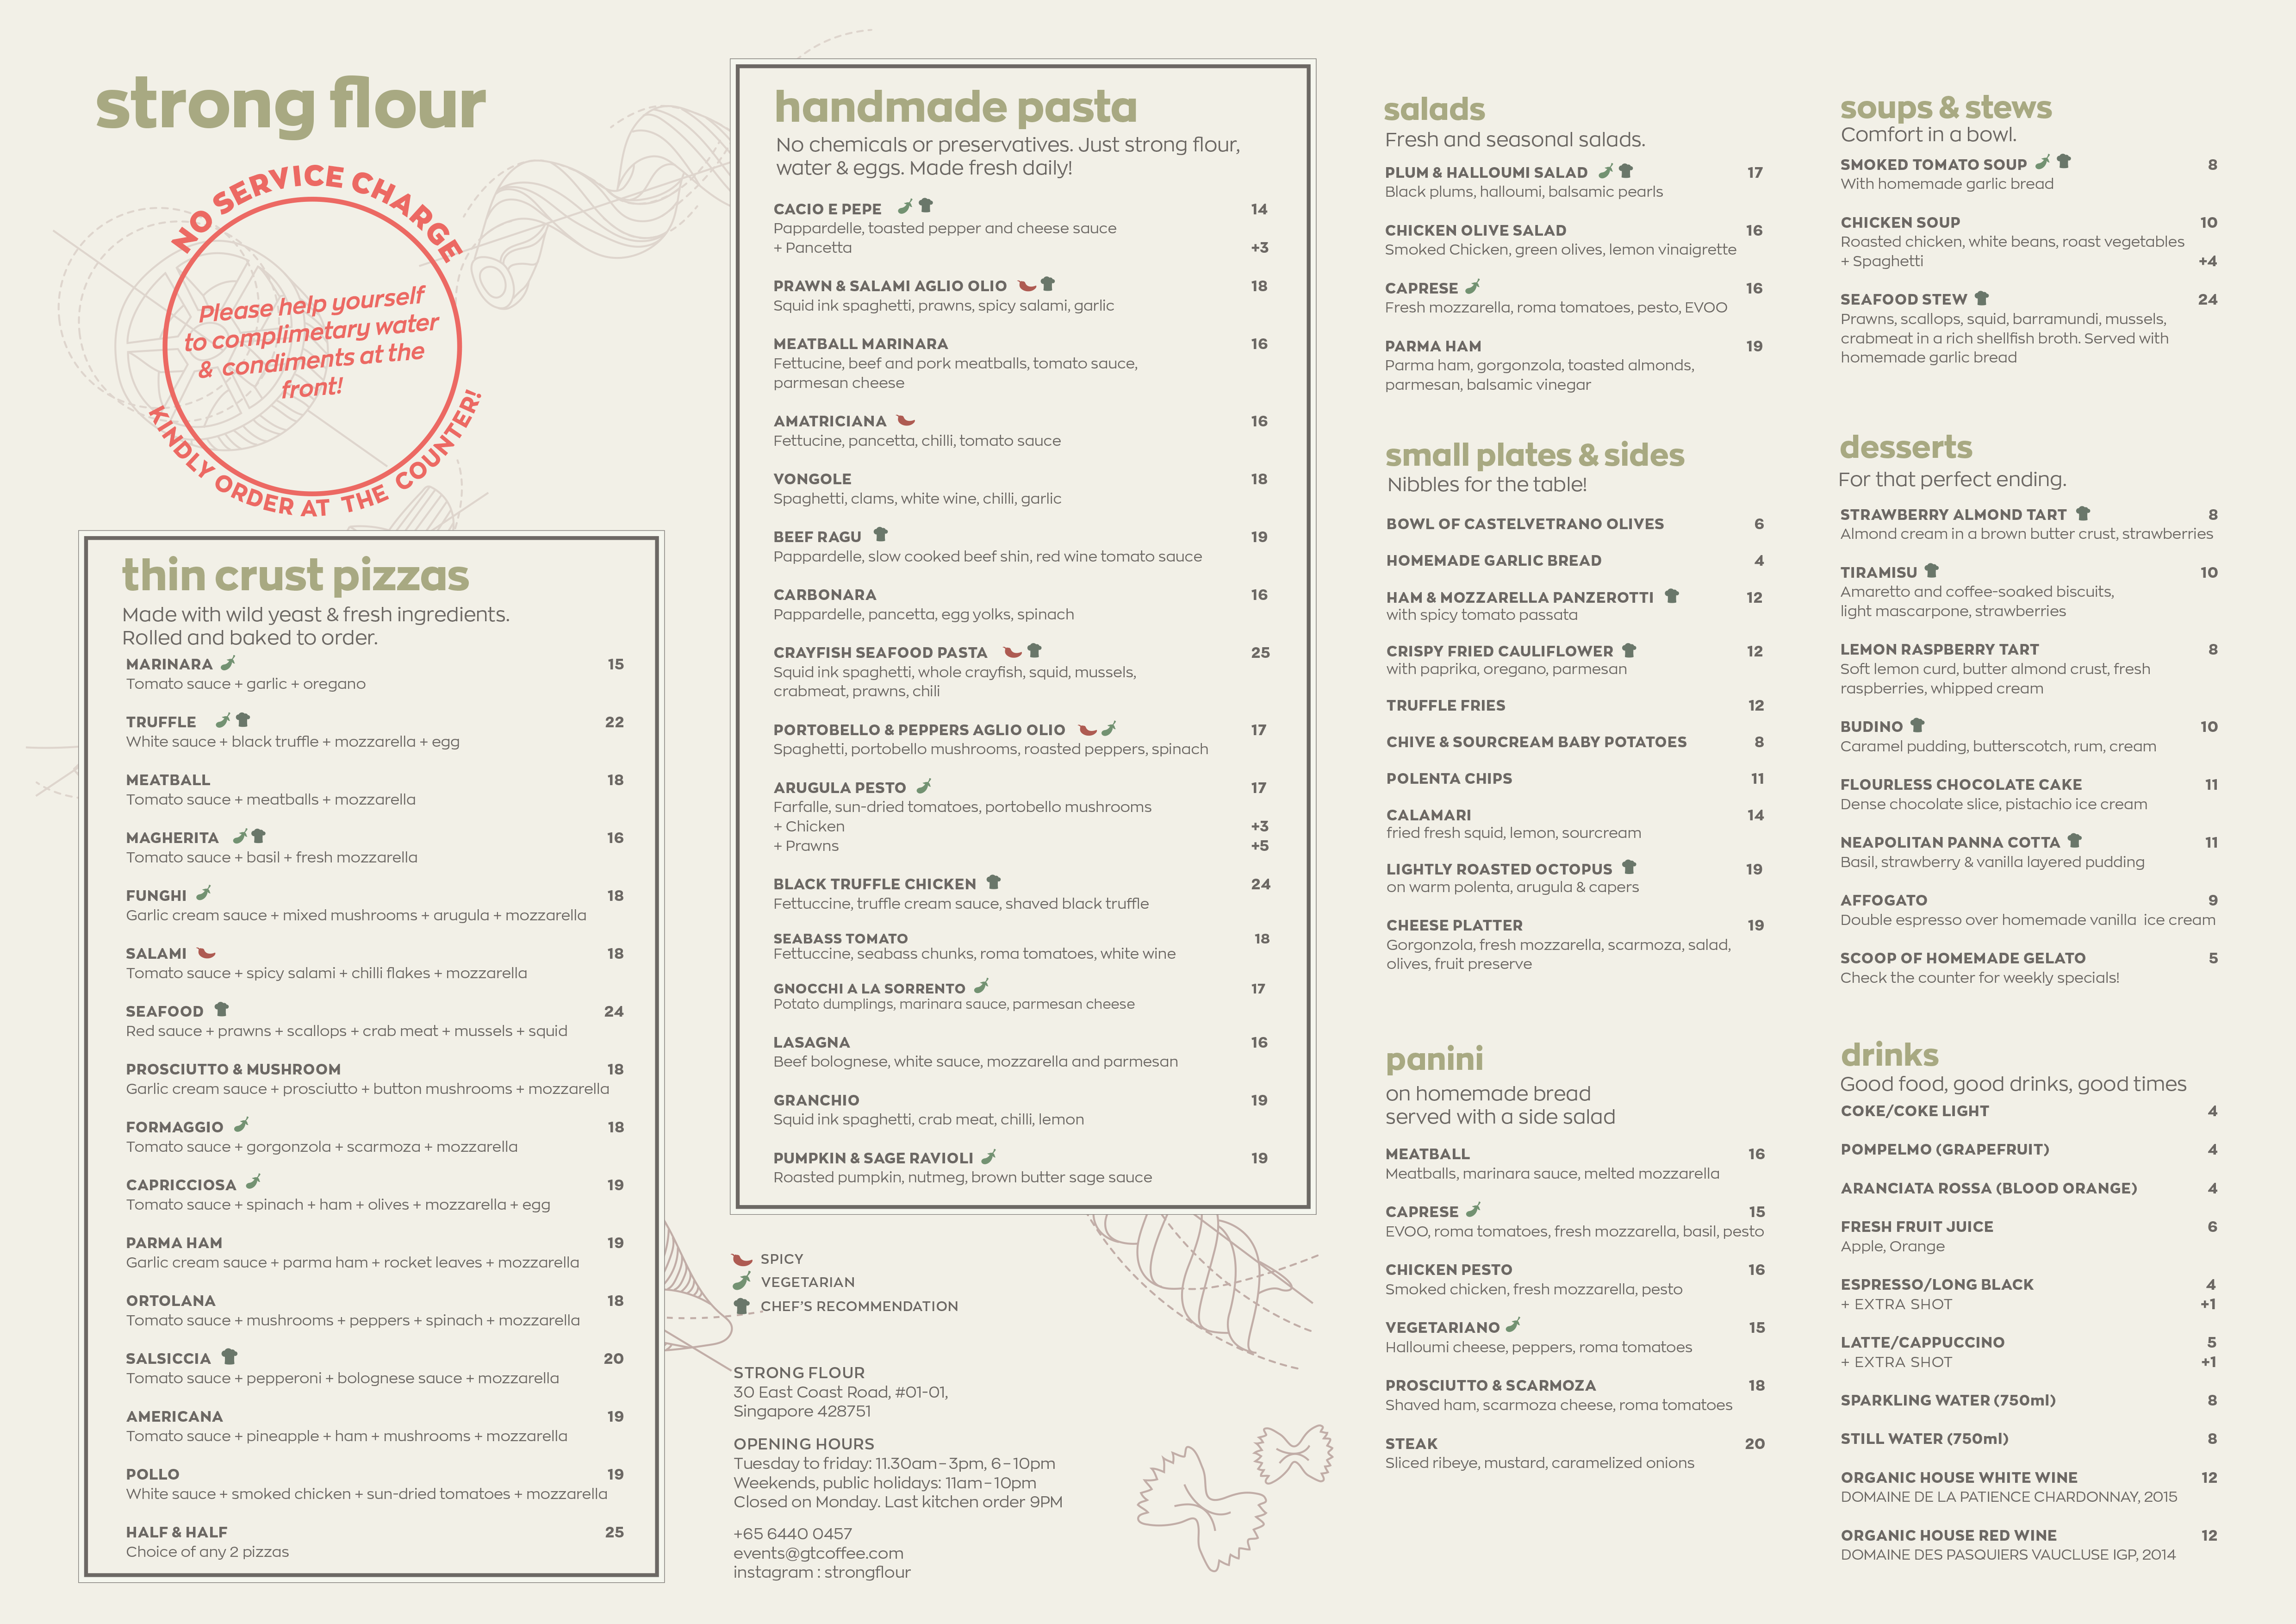 strong flour
NO SERVICE CHARGE
Please help yourself
to complimetary water
& condiments at the
front!
KINDLY ORDER AT THE COUNTER!
thin crust pizzas
Made with wild yeast & fresh ingredients.
Rolled and baked to order.
MARINARA 15
Tomato sauce + garlic + oregano
TRUFFLE 22
White sauce + black truffle + mozzarella + egg
MEATBALL 18
Tomato sauce + meatballs + mozzarella
MAGHERITA 16
Tomato sauce + basil + fresh mozzarella
FUNGHI 18
Garlic cream sauce + mixed mushrooms + arugula + mozzarella
SALAMI 18
Tomato sauce + spicy salami + chilli flakes + mozzarella
SEAFOOD 24
Red sauce + prawns + scallops + crab meat + mussels + squid
PROSCIUTTO & MUSHROOM 18
Garlic cream sauce + prosciutto + button mushrooms + mozzarella
FORMAGGIO 18
Tomato sauce + gorgonzola + scarmoza + mozzarella
CAPRICCIOSA 19
Tomato sauce + spinach + ham + olives + mozzarella + egg
PARMA HAM 19
Garlic cream sauce + parma ham + rocket leaves + mozzarella
ORTOLANA 18
Tomato sauce + mushrooms + peppers + spinach + mozzarella
SALSICCIA 20
Tomato sauce + pepperoni + bolognese sauce + mozzarella
AMERICANA 19
Tomato sauce + pineapple + ham + mushrooms + mozzarella
POLLO 19
White sauce + smoked chicken + sun-dried tomatoes + mozzarella
HALF & HALF 25
Choice of any 2 pizzas
handmade pasta
No chemicals or preservatives. Just strong flour,
water & eggs. Made fresh daily!
CACIO E PEPE 14
Pappardelle, toasted pepper and cheese sauce
+ Pancetta +3
PRAWN & SALAMI AGLIO OLIO 18
Squid ink spaghetti, prawns, spicy salami, garlic
MEATBALL MARINARA 16
Fettucine, beef and pork meatballs, tomato sauce,
parmesan cheese
AMATRICIANA 16
Fettucine, pancetta, chilli, tomato sauce
VONGOLE 18
Spaghetti, clams, white wine, chilli, garlic
BEEF RAGU 19
Pappardelle, slow cooked beef shin, red wine tomato sauce
CARBONARA 16
Pappardelle, pancetta, egg yolks, spinach
CRAYFISH SEAFOOD PASTA 25
Squid ink spaghetti, whole crayfish, squid, mussels,
crabmeat, prawns, chili
PORTOBELLO & PEPPERS AGLIO OLIO 17
Spaghetti, portobello mushrooms, roasted peppers, spinach
ARUGULA PESTO 17
Farfalle, sun-dried tomatoes, portobello mushrooms
+ Chicken +3
+ Prawns +5
BLACK TRUFFLE CHICKEN 24
Fettuccine, truffle cream sauce, shaved black truffle
SEABASS TOMATO 18
Fettuccine, seabass chunks, roma tomatoes, white wine
GNOCCHI A LA SORRENTO 17
Potato dumplings, marinara sauce, parmesan cheese
LASAGNA 16
Beef bolognese, white sauce, mozzarella and parmesan
GRANCHIO 19
Squid ink spaghetti, crab meat, chilli, lemon
PUMPKIN & SAGE RAVIOLI 19
Roasted pumpkin, nutmeg, brown butter sage sauce
SPICY
VEGETARIAN
CHEF'S RECOMMENDATION
STRONG FLOUR
30 East Coast Road, #01-01,
Singapore 428751
OPENING HOURS
Tuesday to friday: 11.30am–3pm, 6–10pm
Weekends, public holidays: 11am–10pm
Closed on Monday. Last kitchen order 9PM
+65 6440 0457
events@gtcoffee.com
instagram : strongflour
salads
Fresh and seasonal salads.
PLUM & HALLOUMI SALAD 17
Black plums, halloumi, balsamic pearls
CHICKEN OLIVE SALAD 16
Smoked Chicken, green olives, lemon vinaigrette
CAPRESE 16
Fresh mozzarella, roma tomatoes, pesto, EVOO
PARMA HAM 19
Parma ham, gorgonzola, toasted almonds,
parmesan, balsamic vinegar
small plates & sides
Nibbles for the table!
BOWL OF CASTELVETRANO OLIVES 6
HOMEMADE GARLIC BREAD 4
HAM & MOZZARELLA PANZEROTTI 12
with spicy tomato passata
CRISPY FRIED CAULIFLOWER 12
with paprika, oregano, parmesan
TRUFFLE FRIES 12
CHIVE & SOURCREAM BABY POTATOES 8
POLENTA CHIPS 11
CALAMARI 14
fried fresh squid, lemon, sourcream
LIGHTLY ROASTED OCTOPUS 19
on warm polenta, arugula & capers
CHEESE PLATTER 19
Gorgonzola, fresh mozzarella, scarmoza, salad,
olives, fruit preserve
panini
on homemade bread
served with a side salad
MEATBALL 16
Meatballs, marinara sauce, melted mozzarella
CAPRESE 15
EVOO, roma tomatoes, fresh mozzarella, basil, pesto
CHICKEN PESTO 16
Smoked chicken, fresh mozzarella, pesto
VEGETARIANO 15
Halloumi cheese, peppers, roma tomatoes
PROSCIUTTO & SCARMOZA 18
Shaved ham, scarmoza cheese, roma tomatoes
STEAK 20
Sliced ribeye, mustard, caramelized onions
soups & stews
Comfort in a bowl.
SMOKED TOMATO SOUP 8
With homemade garlic bread
CHICKEN SOUP 10
Roasted chicken, white beans, roast vegetables
+ Spaghetti +4
SEAFOOD STEW 24
Prawns, scallops, squid, barramundi, mussels,
crabmeat in a rich shellfish broth. Served with
homemade garlic bread
desserts
For that perfect ending.
STRAWBERRY ALMOND TART 8
Almond cream in a brown butter crust, strawberries
TIRAMISU 10
Amaretto and coffee-soaked biscuits,
light mascarpone, strawberries
LEMON RASPBERRY TART 8
Soft lemon curd, butter almond crust, fresh
raspberries, whipped cream
BUDINO 10
Caramel pudding, butterscotch, rum, cream
FLOURLESS CHOCOLATE CAKE 11
Dense chocolate slice, pistachio ice cream
NEAPOLITAN PANNA COTTA 11
Basil, strawberry & vanilla layered pudding
AFFOGATO 9
Double espresso over homemade vanilla ice cream
SCOOP OF HOMEMADE GELATO 5
Check the counter for weekly specials!
drinks
Good food, good drinks, good times
COKE/COKE LIGHT 4
POMPELMO (GRAPEFRUIT) 4
ARANCIATA ROSSA (BLOOD ORANGE) 4
FRESH FRUIT JUICE 6
Apple, Orange
ESPRESSO/LONG BLACK 4
+ EXTRA SHOT +1
LATTE/CAPPUCCINO 5
+ EXTRA SHOT +1
SPARKLING WATER (750ml) 8
STILL WATER (750ml) 8
ORGANIC HOUSE WHITE WINE 12
DOMAINE DE LA PATIENCE CHARDONNAY, 2015
ORGANIC HOUSE RED WINE 12
DOMAINE DES PASQUIERS VAUCLUSE IGP, 2014